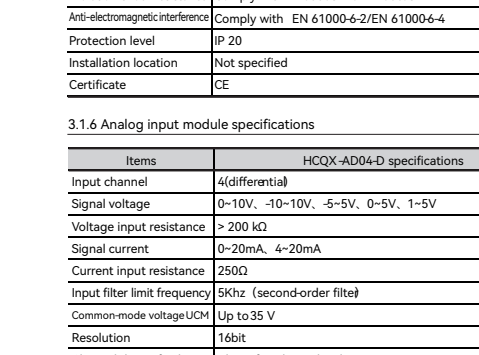 Anti-electromagnetic interference Comply with EN 61000-6-2/EN 61000-6-4
Protection level IP 20
Installation location Not specified
Certificate CE
3.1.6 Analog input module specifications
Items HCQX-AD04-D specifications
Input channel 4(differential)
Signal voltage 0~10V、-10~10V、-5~5V、0~5V、1~5V
Voltage input resistance > 200 kΩ
Signal current 0~20mA、4~20mA
Current input resistance 250Ω
Input filter limit frequency 5Khz（second-order filter)
Common-mode voltage UCM Up to 35 V
Resolution 16bit